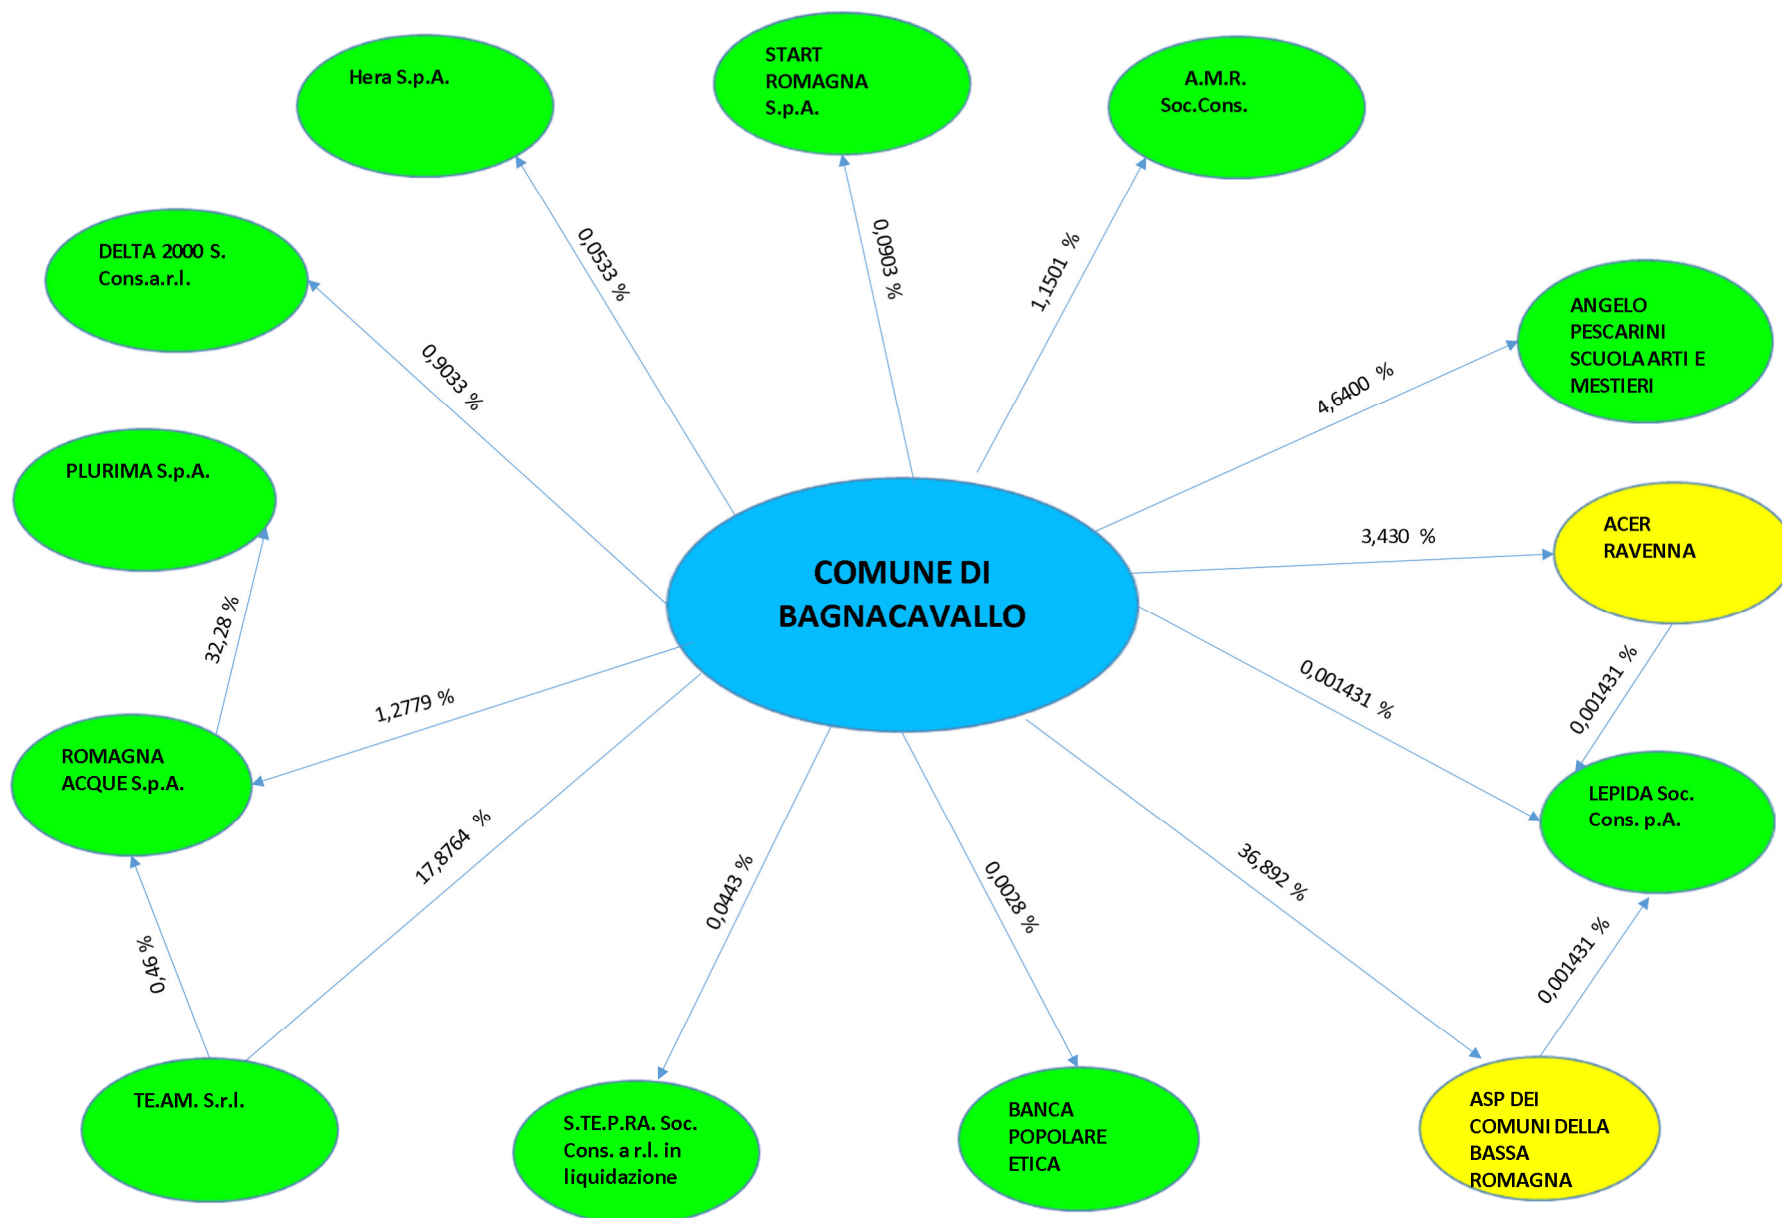 Hera S.p.A.
START
ROMAGNA
S.p.A.
A.M.R.
Soc.Cons.
DELTA 2000 S.
Cons.a.r.l.
0,0533 %
0,0903 %
1,1501 %
ANGELO
PESCARINI
SCUOLA ARTI E
MESTIERI
0,9033 %
4,6400 %
PLURIMA S.p.A.
ACER
RAVENNA
3,430 %
COMUNE DI
BAGNACAVALLO
32,28 %
1,2779 %
0,001431 %
0,001431 %
ROMAGNA
ACQUE S.p.A.
LEPIDA Soc.
Cons. p.A.
17,8764 %
0,0443 %
0,0028 %
36,892 %
0,46 %
0,001431 %
TE.AM. S.r.l.
S.TE.P.RA. Soc.
Cons. a r.l. in
liquidazione
BANCA
POPOLARE
ETICA
ASP DEI
COMUNI DELLA
BASSA
ROMAGNA